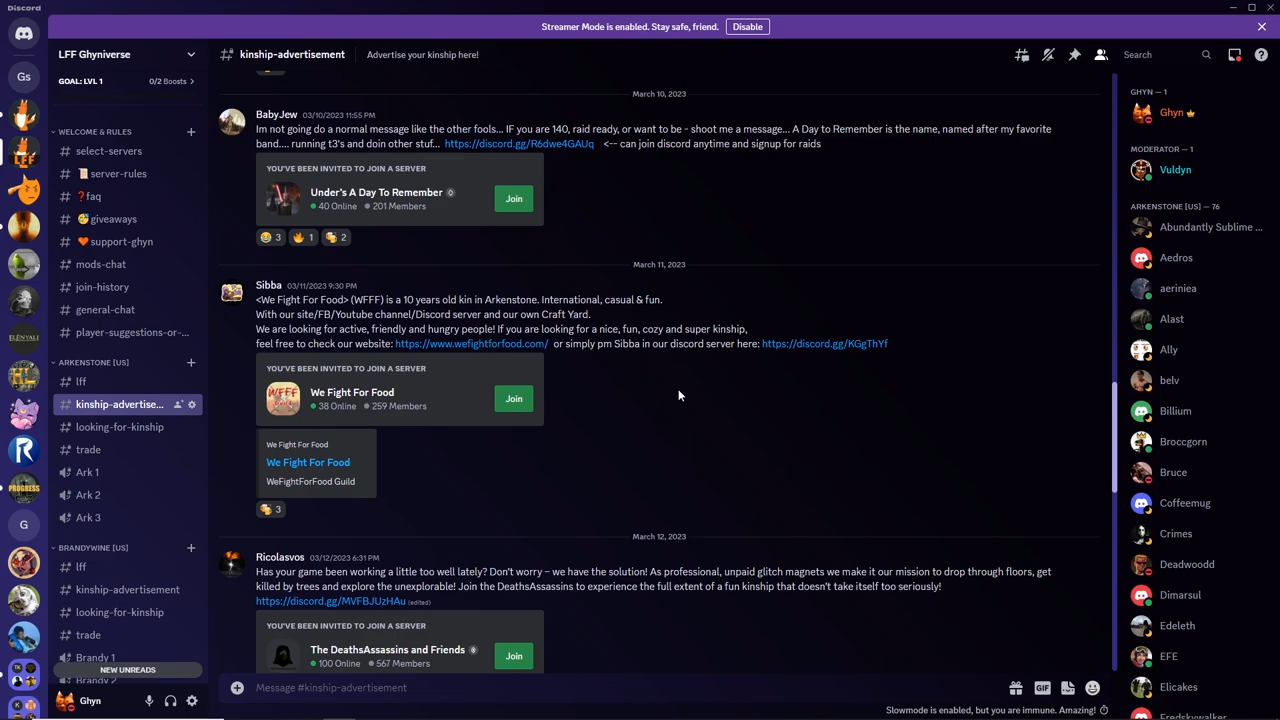 Discord
Streamer Mode is enabled. Stay safe, friend.
Disable
LFF Ghyniverse
GOAL: LVL 1
0/2 Boosts
WELCOME & RULES
select-servers
server-rules
faq
giveaways
support-ghyn
mods-chat
join-history
general-chat
player-suggestions-or-...
ARKENSTONE [US]
lff
kinship-advertise...
looking-for-kinship
trade
Ark 1
Ark 2
Ark 3
BRANDYWINE [US]
lff
kinship-advertisement
looking-for-kinship
trade
Brandy 1
NEW UNREADS
Brandy 2
Ghyn
Gs
LFF
PROGRESS
G
kinship-advertisement
Advertise your kinship here!
Search
March 10, 2023
BabyJew 03/10/2023 11:55 PM
Im not going do a normal message like the other fools... IF you are 140, raid ready, or want to be - shoot me a message... A Day to Remember is the name, named after my favorite
band.... running t3's and doin other stuf... https://discord.gg/R6dwe4GAUq <-- can join discord anytime and signup for raids
YOU'VE BEEN INVITED TO JOIN A SERVER
Under's A Day To Remember
40 Online 201 Members
Join
3 1 2
March 11, 2023
Sibba 03/11/2023 9:30 PM
<We Fight For Food> (WFFF) is a 10 years old kin in Arkenstone. International, casual & fun.
With our site/FB/Youtube channel/Discord server and our own Craft Yard.
We are looking for active, friendly and hungry people! If you are looking for a nice, fun, cozy and super kinship,
feel free to check our website: https://www.wefightforfood.com/ or simply pm Sibba in our discord server here: https://discord.gg/KGgThYf
YOU'VE BEEN INVITED TO JOIN A SERVER
WFFF
We Fight For Food
38 Online 259 Members
Join
We Fight For Food
We Fight For Food
WeFightForFood Guild
3
March 12, 2023
Ricolasvos 03/12/2023 6:31 PM
Has your game been working a little too well lately? Don't worry – we have the solution! As professional, unpaid glitch magnets we make it our mission to drop through floors, get
killed by trees and explore the unexplorable! Join the DeathsAssassins to experience the full extent of a fun kinship that doesn't take itself too seriously!
https://discord.gg/MVFBJUzHAu (edited)
YOU'VE BEEN INVITED TO JOIN A SERVER
The DeathsAssassins and Friends
100 Online 567 Members
Join
Message #kinship-advertisement
GIF
Slowmode is enabled, but you are immune. Amazing!
GHYN — 1
Ghyn
MODERATOR — 1
Vuldyn
ARKENSTONE [US] — 76
Abundantly Sublime ...
Aedros
aeriniea
Alast
Ally
belv
Billium
Broccgorn
Bruce
Coffeemug
Crimes
Deadwoodd
Dimarsul
Edeleth
EFE
Elicakes
Fredskywalker